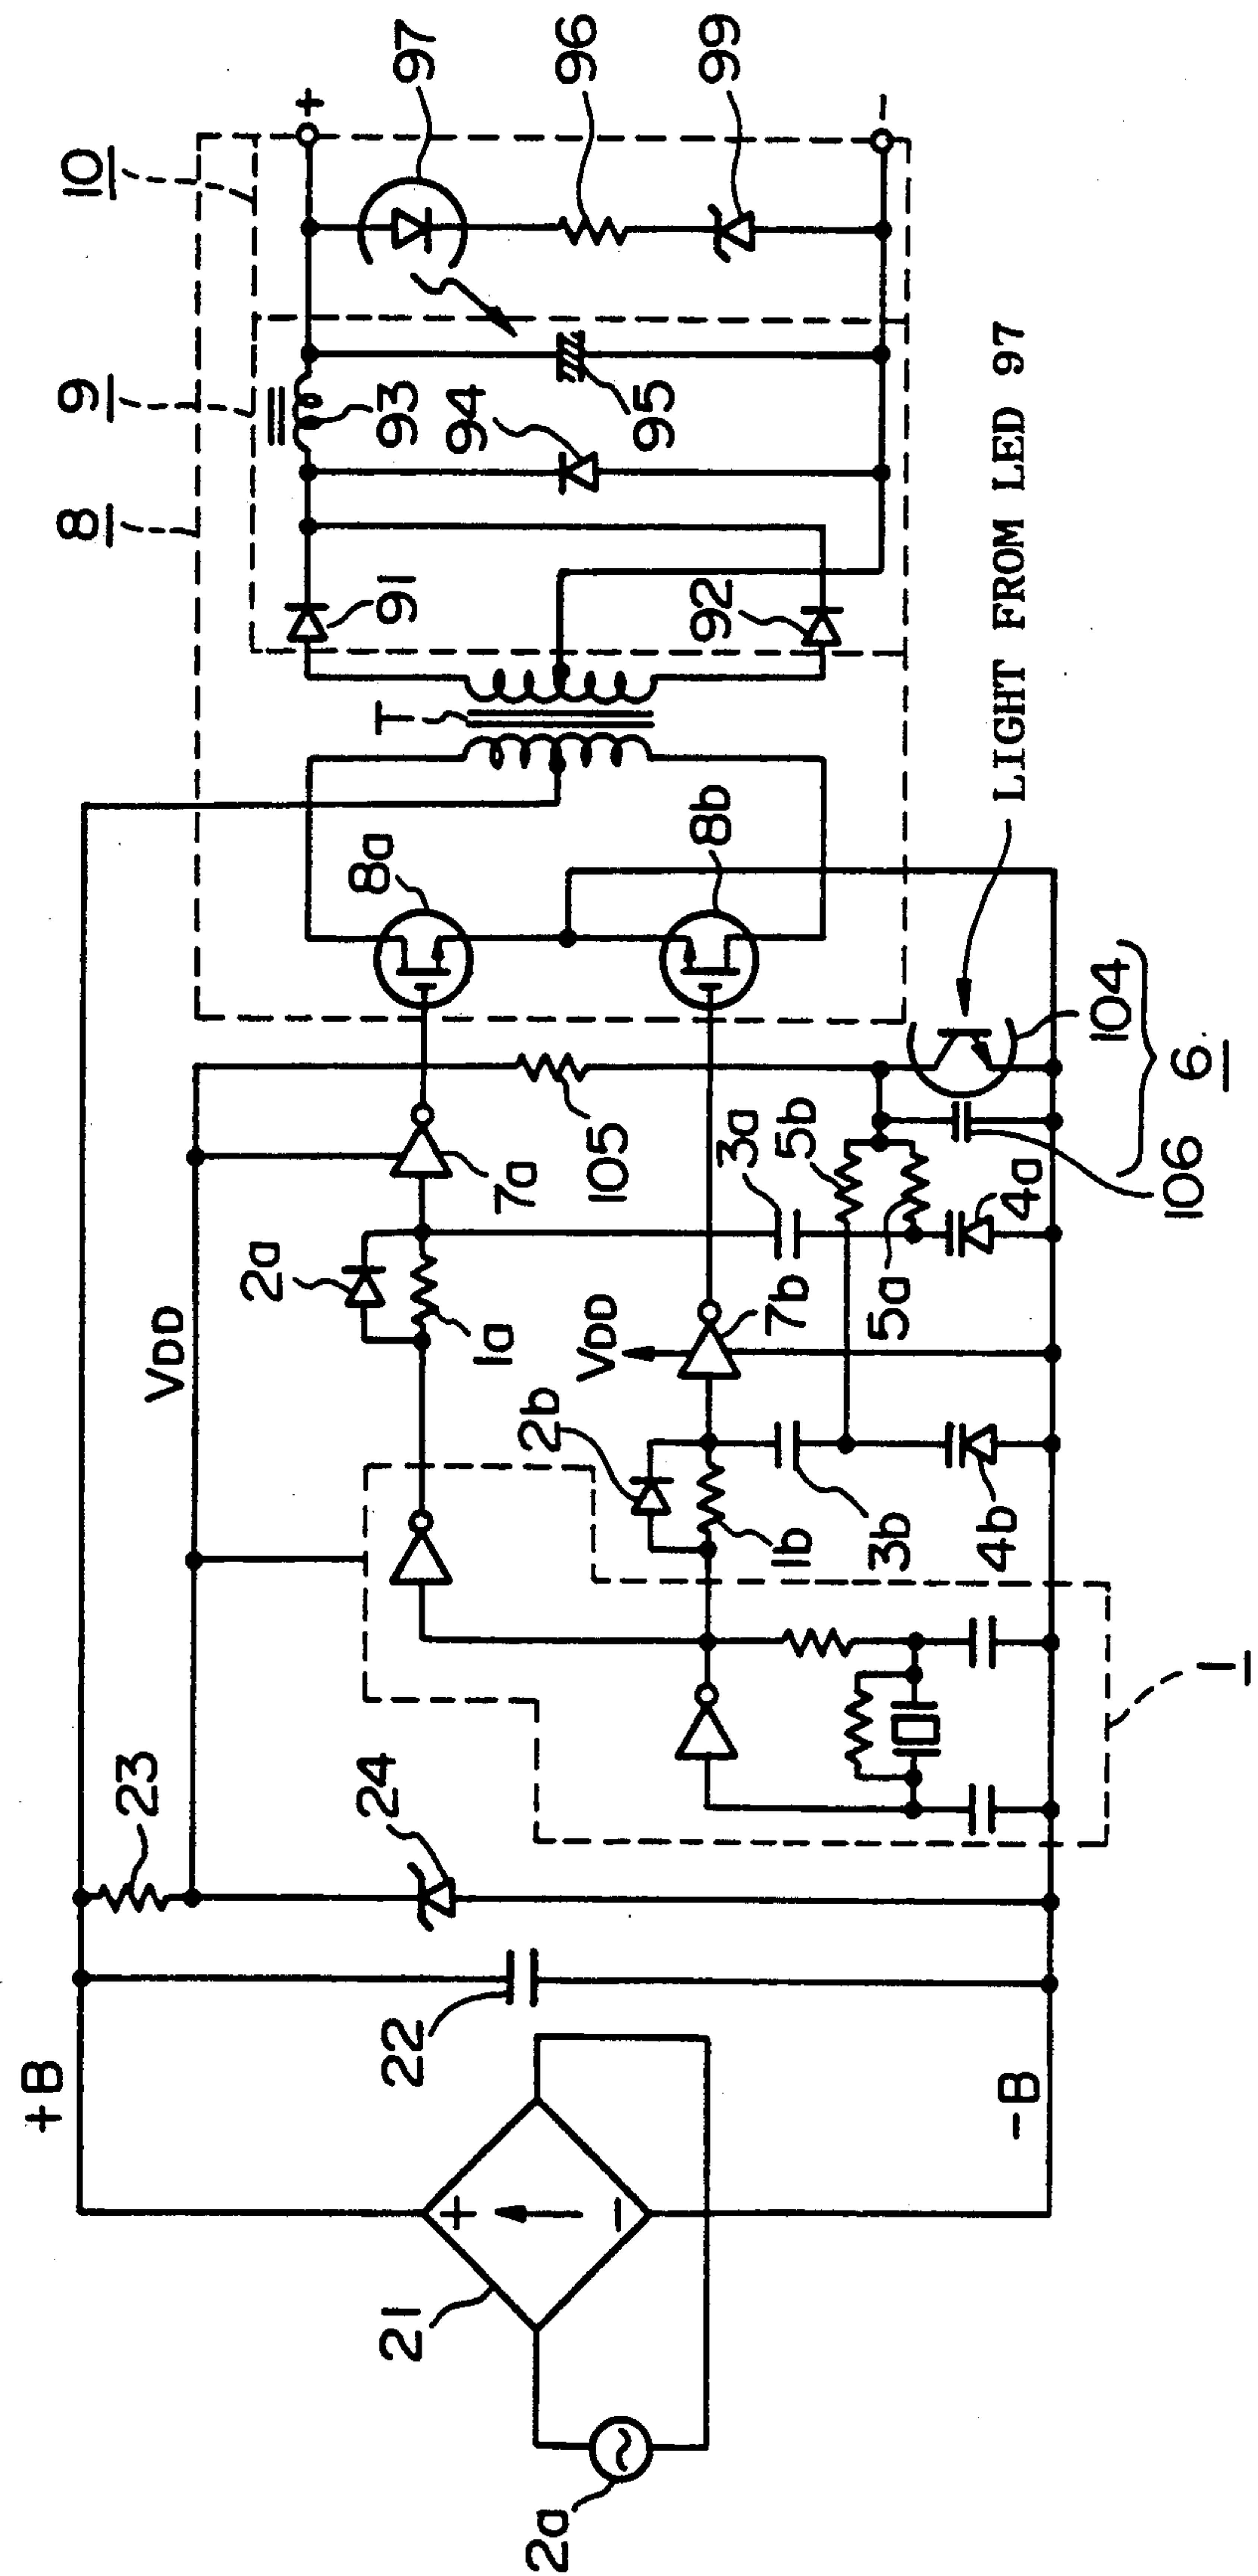 +B
-B
2a
21
+
−
22
23
24
1
VDD
2a
1a
7a
2b
1b
VDD
7b
3b
4b
3a
5b
5a
4a
105
106
104
6
8a
8b
T
LIGHT FROM LED 97
8
9
10
91
92
93
94
95
97
96
99
+
−